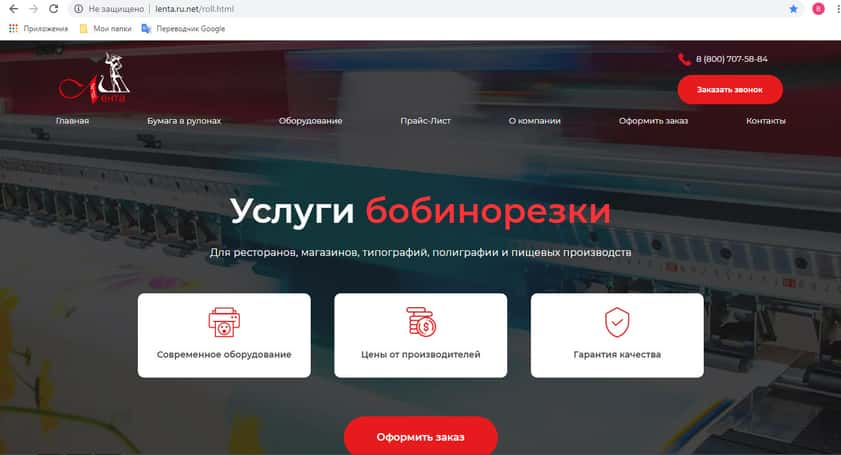 Не защищено | lenta.ru.net/roll.html
В
Приложения Мои папки Переводчик Google
8 (800) 707-58-84
Лента
Заказать звонок
Главная Бумага в рулонах Оборудование Прайс-Лист О компании Оформить заказ Контакты
Услуги бобинорезки
Для ресторанов, магазинов, типографий, полиграфии и пищевых производств
Современное оборудование Цены от производителей Гарантия качества
Оформить заказ